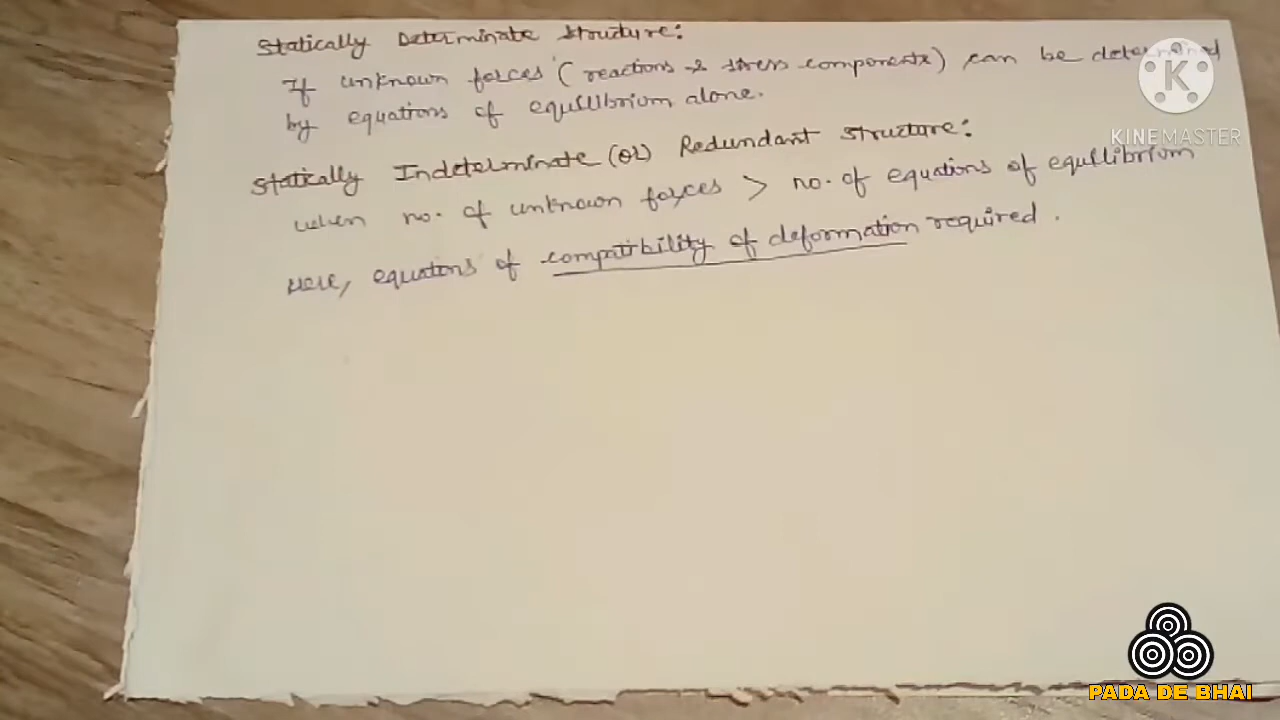 Statically Determinate Structure:
If unknown forces (reactions & stress components) can be determined
by equations of equilibrium alone.
Statically Indeterminate (or) Redundant Structure:
when no. of unknown forces > no. of equations of equilibrium
Here, equations of compatibility of deformation required.
K
KINEMASTER
PADA DE BHAI